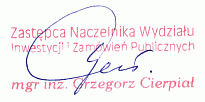 Zastępca Naczelnika Wydziału
Inwestycji i Zamówień Publicznych
mgr inż. Grzegorz Cierpiał